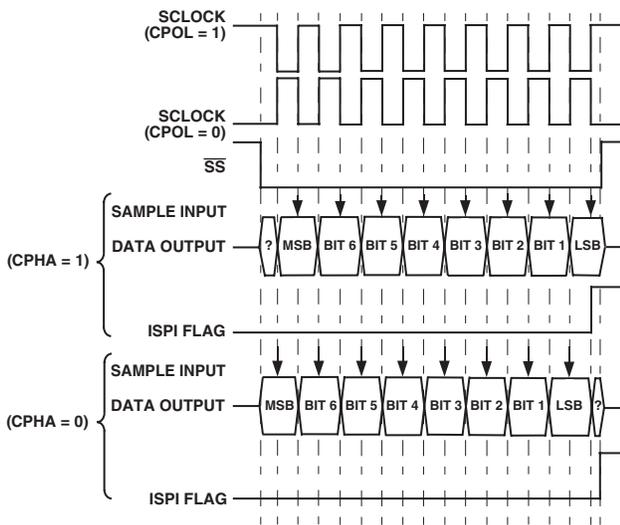 SCLOCK
(CPOL = 1)
SCLOCK
(CPOL = 0)
SS
(CPHA = 1)
SAMPLE INPUT
DATA OUTPUT
? MSB BIT 6 BIT 5 BIT 4 BIT 3 BIT 2 BIT 1 LSB
ISPI FLAG
(CPHA = 0)
SAMPLE INPUT
DATA OUTPUT
MSB BIT 6 BIT 5 BIT 4 BIT 3 BIT 2 BIT 1 LSB ?
ISPI FLAG